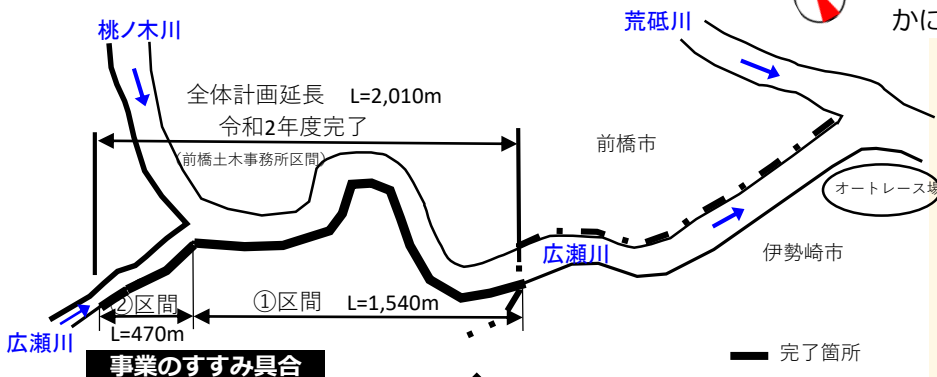 桃ノ木川
荒砥川
かに
全体計画延長 L=2,010m
令和2年度完了
(前橋土木事務所区間)
前橋市
オートレース場
広瀬川
伊勢崎市
②区間
①区間 L=1,540m
L=470m
広瀬川
事業のすすみ具合
完了箇所